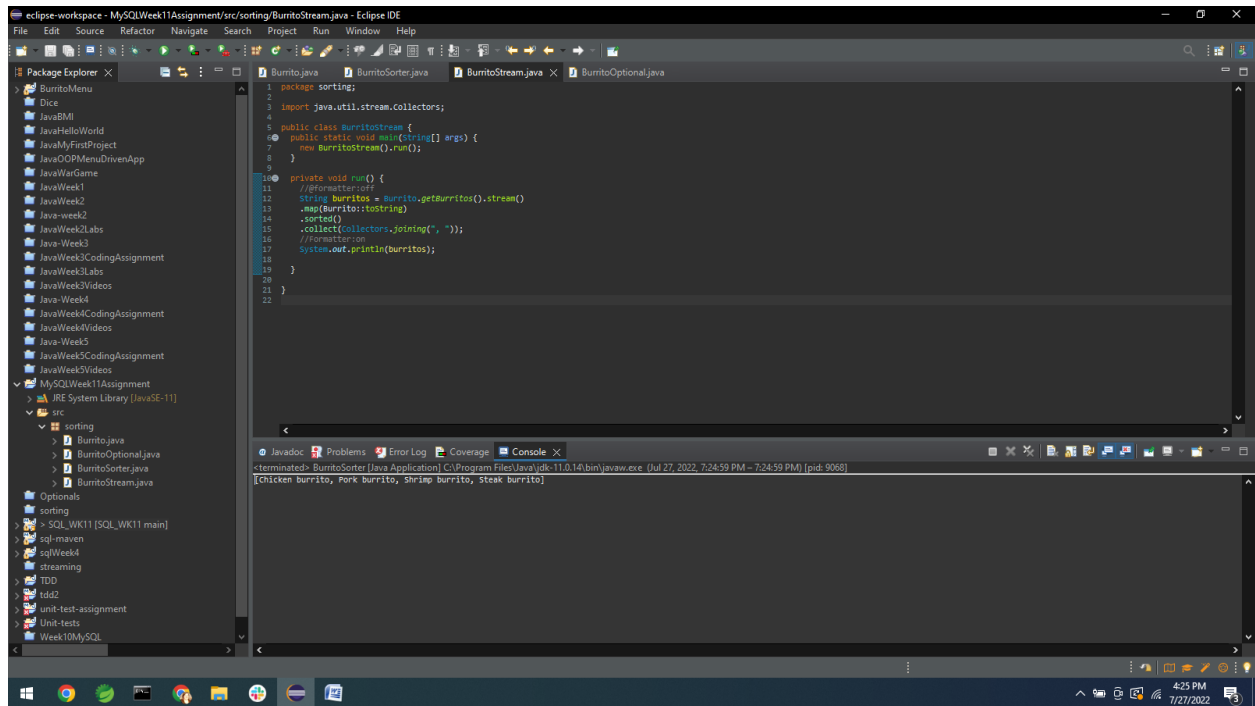 eclipse-workspace - MySQLWeek11Assignment/src/sorting/BurritoStream.java - Eclipse IDE
File Edit Source Refactor Navigate Search Project Run Window Help
Package Explorer
BurritoMenu
Dice
JavaBMI
JavaHelloWorld
JavaMyFirstProject
JavaOOPMenuDrivenApp
JavaWarGame
JavaWeek1
JavaWeek2
Java-week2
JavaWeek2Labs
Java-Week3
JavaWeek3CodingAssignment
JavaWeek3Labs
JavaWeek3Videos
Java-Week4
JavaWeek4CodingAssignment
JavaWeek4Videos
Java-Week5
JavaWeek5CodingAssignment
JavaWeek5Videos
MySQLWeek11Assignment
JRE System Library [JavaSE-11]
src
sorting
Burrito.java
BurritoOptional.java
BurritoSorter.java
BurritoStream.java
Optionals
sorting
> SQL_WK11 [SQL_WK11 main]
sql-maven
sqlWeek4
streaming
TDD
tdd2
unit-test-assignment
Unit-tests
Week10MySQL
Burrito.java BurritoSorter.java BurritoStream.java BurritoOptional.java
1 package sorting;
2
3 import java.util.stream.Collectors;
4
5 public class BurritoStream {
6 public static void main(String[] args) {
7 new BurritoStream().run();
8 }
9
10 private void run() {
11 //@formatter:off
12 String burritos = Burrito.getBurritos().stream()
13 .map(Burrito::toString)
14 .sorted()
15 .collect(Collectors.joining(", "));
16 //Formatter:on
17 System.out.println(burritos);
18
19 }
20
21 }
22
Javadoc Problems Error Log Coverage Console
<terminated> BurritoSorter [Java Application] C:\Program Files\Java\jdk-11.0.14\bin\javaw.exe (Jul 27, 2022, 7:24:59 PM – 7:24:59 PM) [pid: 9068]
[Chicken burrito, Pork burrito, Shrimp burrito, Steak burrito]
4:25 PM
7/27/2022
3